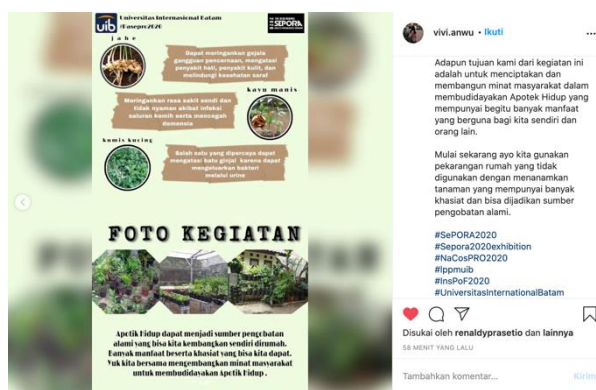 Universitas Internasional Batam
#Basepro2020
uib
SEPORA
jahe
Dapat meringankan gejala
gangguan pencernaan, mengatasi
penyakit hati, penyakit kulit, dan
melindungi kesehatan saraf
kayu manis
Meringankan rasa sakit sendi dan
tidak nyaman akibat infeksi
saluran kemih serta mencegah
demensia
kumis kucing
Salah satu yang dipercaya dapat
mengatasi batu ginjal karena dapat
mengeluarkan bakteri
melalui urine
FOTO KEGIATAN
Apotik Hidup dapat menjadi sumber pengobatan
alami yang bisa kita kembangkan sendiri dirumah.
Banyak manfaat beserta khasiat yang bisa kita dapat.
Yuk kita bersama mengembangkan minat masyarakat
untuk membudidayakan Apotik Hidup .
vivi.anwu • Ikuti
Adapun tujuan kami dari kegiatan ini
adalah untuk menciptakan dan
membangun minat masyarakat dalam
membudidayakan Apotek Hidup yang
mempunyai begitu banyak manfaat
yang berguna bagi kita sendiri dan
orang lain.
Mulai sekarang ayo kita gunakan
pekarangan rumah yang tidak
digunakan dengan menanamkan
tanaman yang mempunyai banyak
khasiat dan bisa dijadikan sumber
pengobatan alami.
#SePORA2020
#Sepora2020exhibition
#NaCosPRO2020
#lppmuib
#InsPoF2020
#UniversitasInternationalBatam
Disukai oleh renaldyprasetio dan lainnya
58 MENIT YANG LALU
Tambahkan komentar...
Kirim